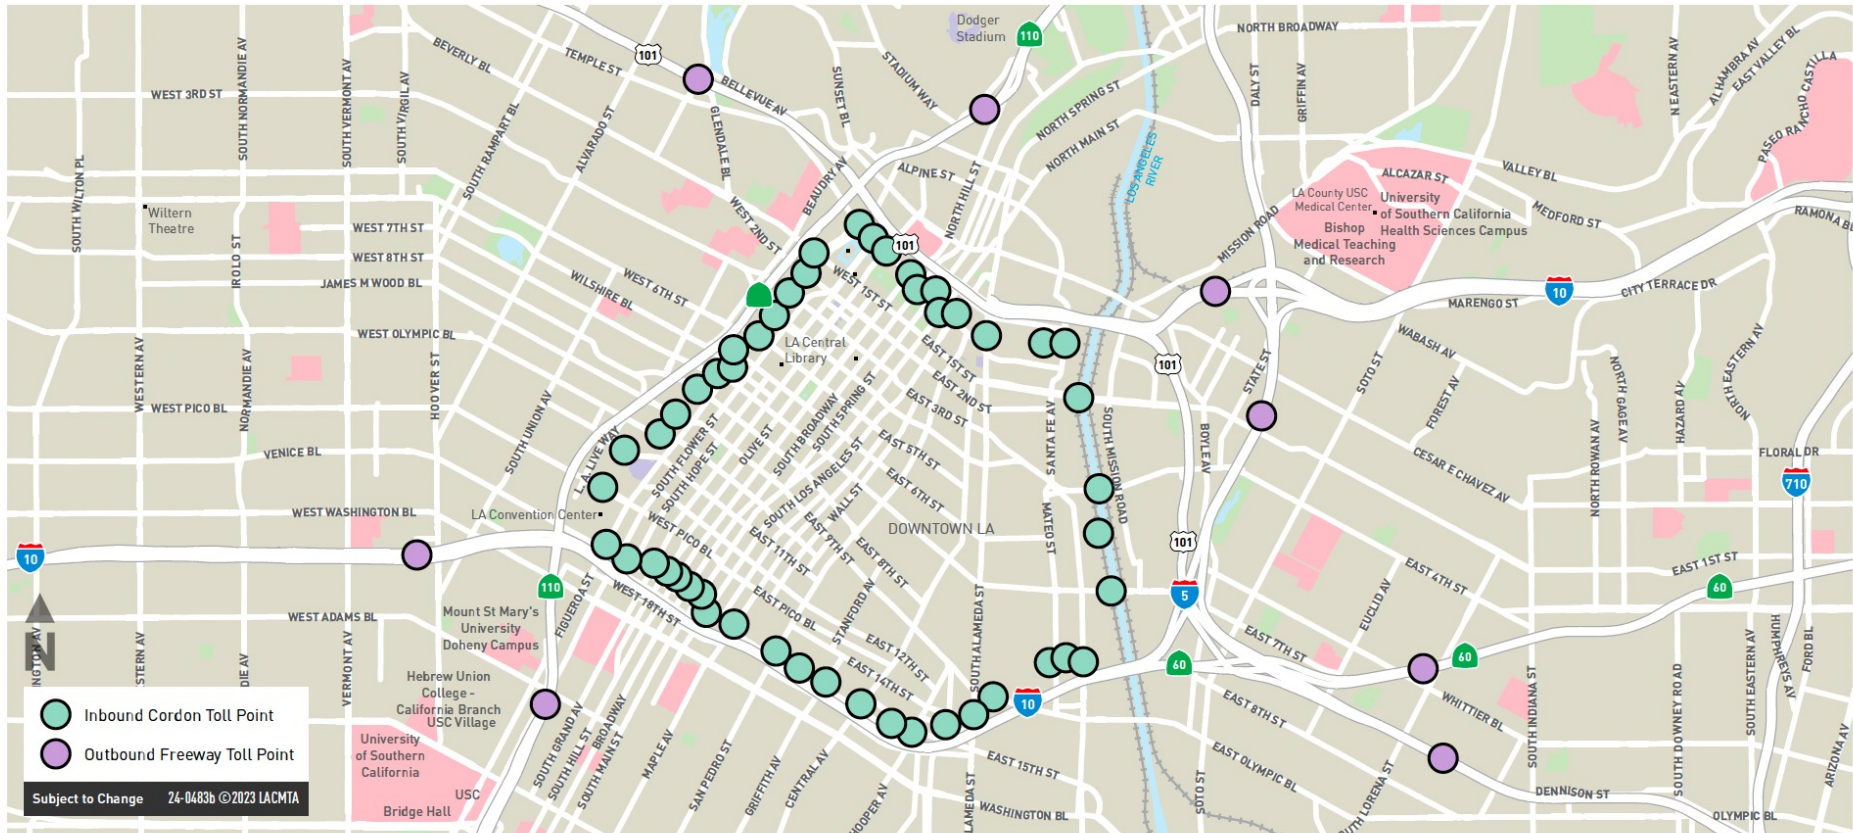 Dodger
Stadium
110
NORTH BROADWAY
101
BEVERLY BL
TEMPLE ST
BELLEVUE AV
SUNSET BL
STADIUM WAY
DALY ST
GRIFFIN AV
N EASTERN AV
ALHAMBRA AV
EAST VALLEY BL
PASEO RANCHO CASTILLA
WEST 3RD ST
SOUTH NORMANDIE AV
SOUTH VERMONT AV
SOUTH VIRGIL AV
SOUTH RAMPART BL
ALVARADO ST
GLENDALE BL
NORTH SPRING ST
NORTH MAIN ST
LOS ANGELES
RIVER
SOUTH WILTON PL
BEAUDRY AV
ALPINE ST
NORTH HILL ST
ALCAZAR ST
VALLEY BL
LA County USC
Medical Center
University
of Southern California
Health Sciences Campus
Bishop
Medical Teaching
and Research
MEDFORD ST
RAMONA BL
Wiltern
Theatre
WEST 7TH ST
WEST 2ND ST
101
MISSION ROAD
IROLO ST
WEST 8TH ST
JAMES M WOOD BL
WEST 6TH ST
WILSHIRE BL
WEST 1ST ST
10
CITY TERRACE DR
MARENGO ST
WEST OLYMPIC BL
LA Central
Library
EAST 1ST ST
EAST 2ND ST
EAST 3RD ST
101
STATE ST
SOTO ST
WABASH AV
FOREST AV
NORTH GAGE AV
HAZARD AV
NORTH EASTERN AV
WESTERN AV
NORMANDIE AV
HOOVER ST
WEST PICO BL
SOUTH UNION AV
L. A. LIVE WAY
SOUTH FLOWER ST
SOUTH HOPE ST
OLIVE ST
SOUTH BROADWAY
SOUTH SPRING ST
SOUTH LOS ANGELES ST
WALL ST
EAST 5TH ST
EAST 6TH ST
SANTA FE AV
SOUTH MISSION ROAD
BOYLE AV
CESAR E CHAVEZ AV
NORTH ROWAN AV
FLORAL DR
710
VENICE BL
WEST WASHINGTON BL
LA Convention Center
WEST PICO BL
EAST 11TH ST
EAST 9TH ST
EAST 8TH ST
DOWNTOWN LA
MATEO ST
101
10
110
FIGUEROA ST
WEST 18TH ST
EAST PICO BL
STANFORD AV
EAST 12TH ST
EAST 14TH ST
SOUTH ALAMEDA ST
5
EAST 4TH ST
EAST 1ST ST
60
EUCLID AV
EAST 7TH ST
60
60
N
WEST ADAMS BL
Mount St Mary's
University
Doheny Campus
Hebrew Union
College -
California Branch
USC Village
VERMONT AV
10
EAST 8TH ST
WHITTIER BL
SOUTH INDIANA ST
SOUTH DOWNEY RO AD
SOUTH EASTERN AV
HUMPHREYS AV
FORD BL
ARIZONA AV
Inbound Cordon Toll Point
Outbound Freeway Toll Point
Subject to Change 24-0483b ©2023 LACMTA
University
of Southern
California
USC
Bridge Hall
SOUTH GRAND AV
SOUTH HILL ST
BROADWAY
SOUTH MAIN ST
MAPLE AV
SAN PEDRO ST
GRIFFITH AV
CENTRAL AV
HOOPER AV
LAMEDA ST
EAST 15TH ST
WASHINGTON BL
SOTO ST
EAST OLYMPIC BL
UTH LORENA ST
DENNISON ST
OLYMPIC BL